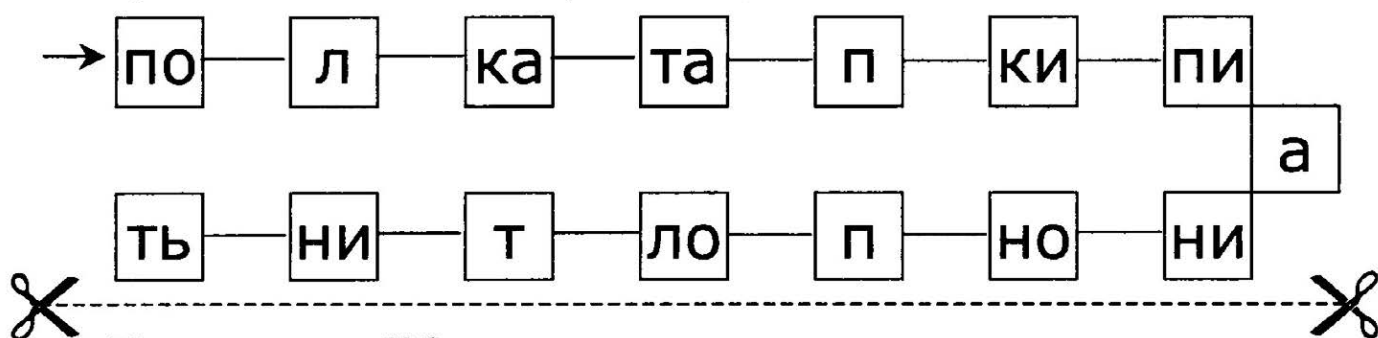 по л ка та п ки пи
а
ть ни т ло п но ни